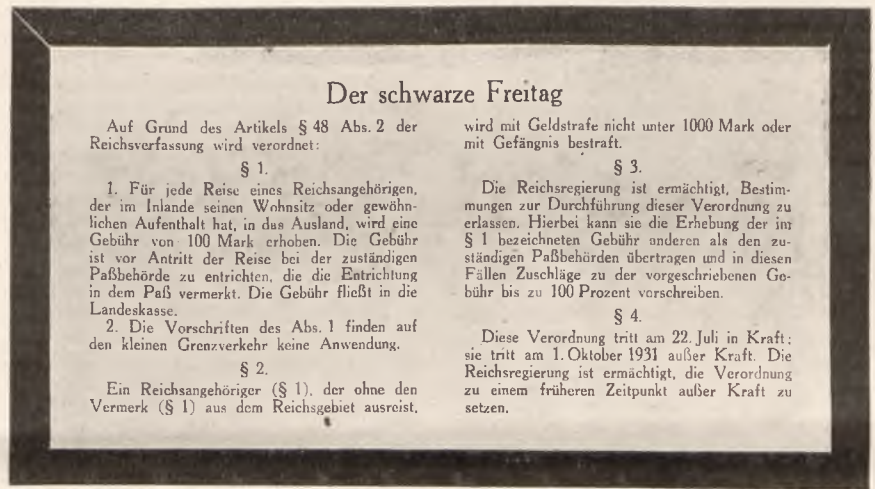 Der schwarze Freitag
Auf Grund des Artikels § 48 Abs. 2 der
Reichsverfassung wird verordnet:
§ 1.
1. Für jede Reise eines Reichsangehörigen,
der im Inlande seinen Wohnsitz oder gewöhn-
lichen Aufenthalt hat, in das Ausland, wird eine
Gebühr von 100 Mark erhoben. Die Gebühr
ist vor Antritt der Reise bei der zuständigen
Paßbehörde zu entrichten, die die Entrichtung
in dem Paß vermerkt. Die Gebühr fließt in die
Landeskasse.
2. Die Vorschriften des Abs. 1 finden auf
den kleinen Grenzverkehr keine Anwendung.
§ 2.
Ein Reichsangehöriger (§ 1), der ohne den
Vermerk (§ 1) aus dem Reichsgebiet ausreist,
wird mit Geldstrafe nicht unter 1000 Mark oder
mit Gefängnis bestraft.
§ 3.
Die Reichsregierung ist ermächtigt, Bestim-
mungen zur Durchführung dieser Verordnung zu
erlassen. Hierbei kann sie die Erhebung der im
§ 1 bezeichneten Gebühr anderen als den zu-
ständigen Paßbehörden übertragen und in diesen
Fällen Zuschläge zu der vorgeschriebenen Ge-
bühr bis zu 100 Prozent vorschreiben.
§ 4.
Diese Verordnung tritt am 22. Juli in Kraft;
sie tritt am 1. Oktober 1931 außer Kraft. Die
Reichsregierung ist ermächtigt, die Verordnung
zu einem früheren Zeitpunkt außer Kraft zu
setzen.